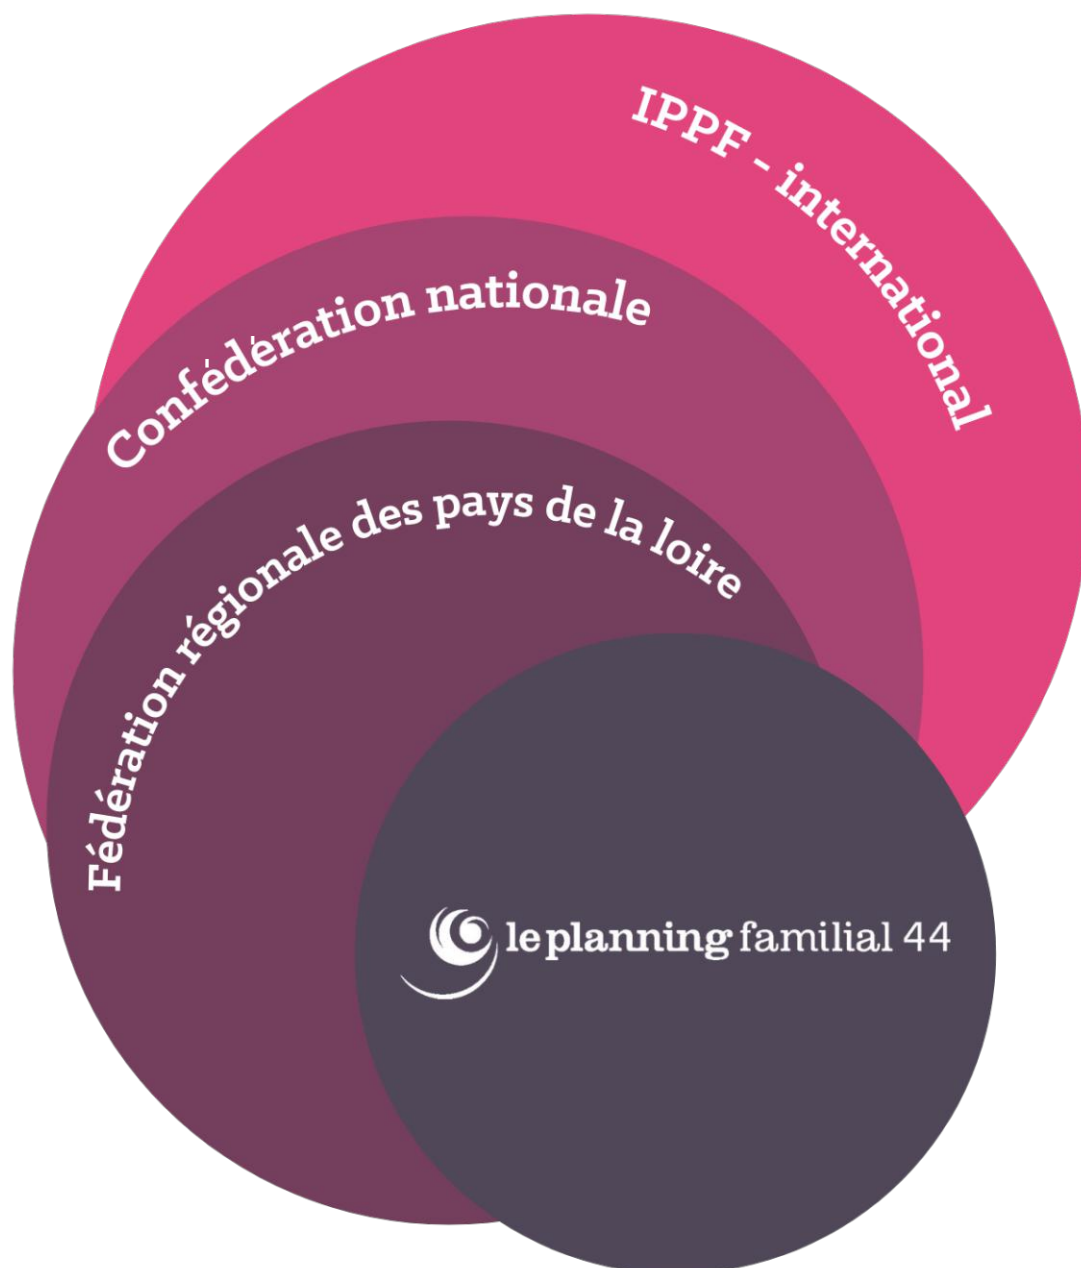 IPPF - international
Confédération nationale
Fédération régionale des pays de la loire
le planning familial 44